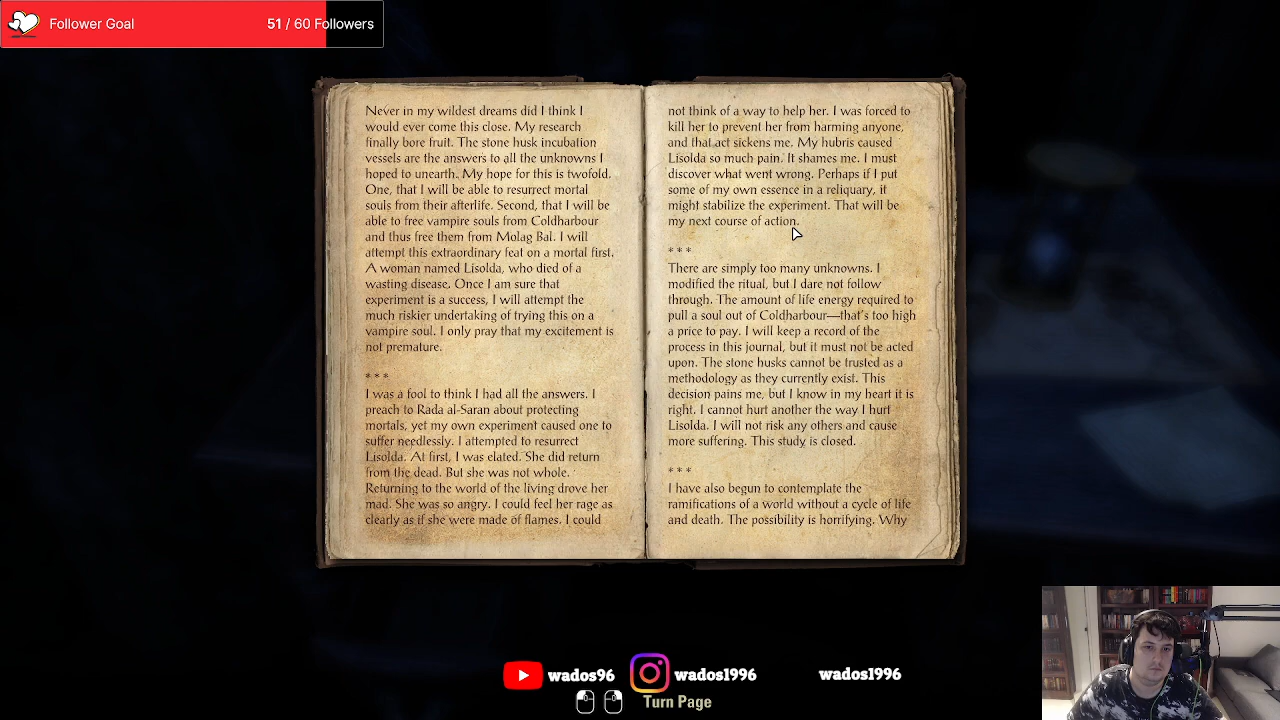 Follower Goal
51 / 60 Followers
Never in my wildest dreams did I think I
would ever come this close. My research
finally bore fruit. The stone husk incubation
vessels are the answers to all the unknowns I
hoped to unearth. My hope for this is twofold.
One, that I will be able to resurrect mortal
souls from their afterlife. Second, that I will be
able to free vampire souls from Coldharbour
and thus free them from Molag Bal. I will
attempt this extraordinary feat on a mortal first.
A woman named Lisolda, who died of a
wasting disease. Once I am sure that
experiment is a success, I will attempt the
much riskier undertaking of trying this on a
vampire soul. I only pray that my excitement is
not premature.
* * *
I was a fool to think I had all the answers. I
preach to Rada al-Saran about protecting
mortals, yet my own experiment caused one to
suffer needlessly. I attempted to resurrect
Lisolda. At first, I was elated. She did return
from the dead. But she was not whole.
Returning to the world of the living drove her
mad. She was so angry. I could feel her rage as
clearly as if she were made of flames. I could
not think of a way to help her. I was forced to
kill her to prevent her from harming anyone,
and that act sickens me. My hubris caused
Lisolda so much pain. It shames me. I must
discover what went wrong. Perhaps if I put
some of my own essence in a reliquary, it
might stabilize the experiment. That will be
my next course of action.
* * *
There are simply too many unknowns. I
modified the ritual, but I dare not follow
through. The amount of life energy required to
pull a soul out of Coldharbour—that's too high
a price to pay. I will keep a record of the
process in this journal, but it must not be acted
upon. The stone husks cannot be trusted as a
methodology as they currently exist. This
decision pains me, but I know in my heart it is
right. I cannot hurt another the way I hurt
Lisolda. I will not risk any others and cause
more suffering. This study is closed.
* * *
I have also begun to contemplate the
ramifications of a world without a cycle of life
and death. The possibility is horrifying. Why
wados96
wados1996
wados1996
Turn Page